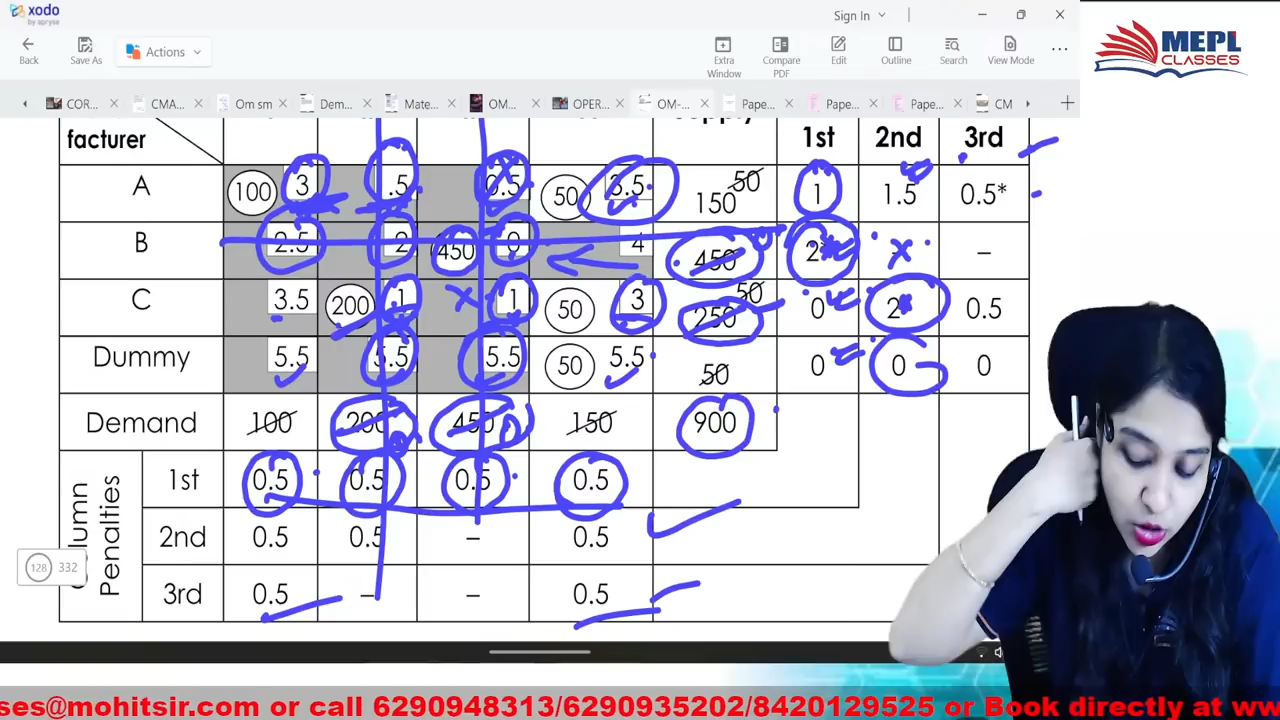 xodo
by apryse
Sign In
Back
Save As
Actions
Extra Window
Compare PDF
Edit
Outline
Search
View Mode
MEPL
CLASSES
COR...
CMA...
Om sm
Dem...
Mate...
OM...
OPER...
OM-...
Pape...
Pape...
Pape...
CM
facturer
1st 2nd 3rd
A 100 3 .5 0.5 50 3.5 150 50 1 1.5 0.5*
B 2.5 2 450 0 4 450 2* – –
C 3.5 200 1 1 50 3 250 50 0 2* 0.5
Dummy 5.5 5.5 5.5 50 5.5 50 0 0 0
Demand 100 200 450 150 900
Penalties
1st 0.5 0.5 0.5 0.5
2nd 0.5 0.5 – 0.5
3rd 0.5 – – 0.5
128 332
ses@mohitsir.com or call 6290948313/6290935202/8420129525 or Book directly at ww